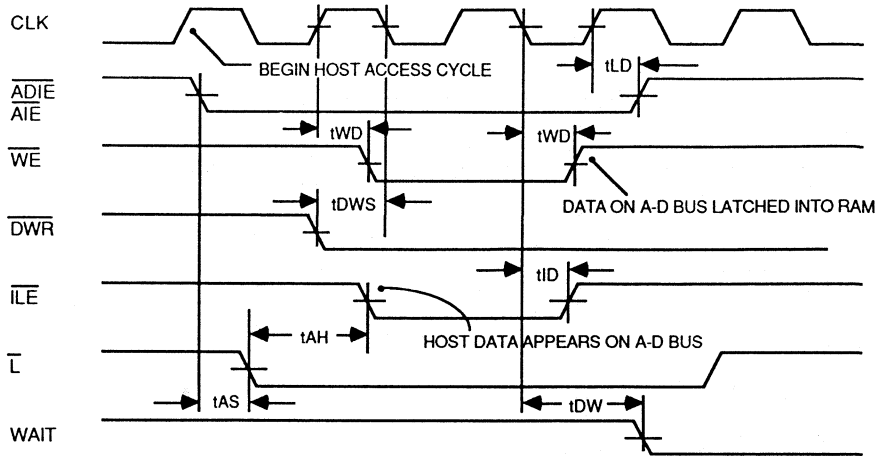 CLK
BEGIN HOST ACCESS CYCLE
tLD
ADIE
AIE
tWD
tWD
WE
DATA ON A-D BUS LATCHED INTO RAM
tDWS
DWR
tID
ILE
tAH
HOST DATA APPEARS ON A-D BUS
L
tAS
tDW
WAIT